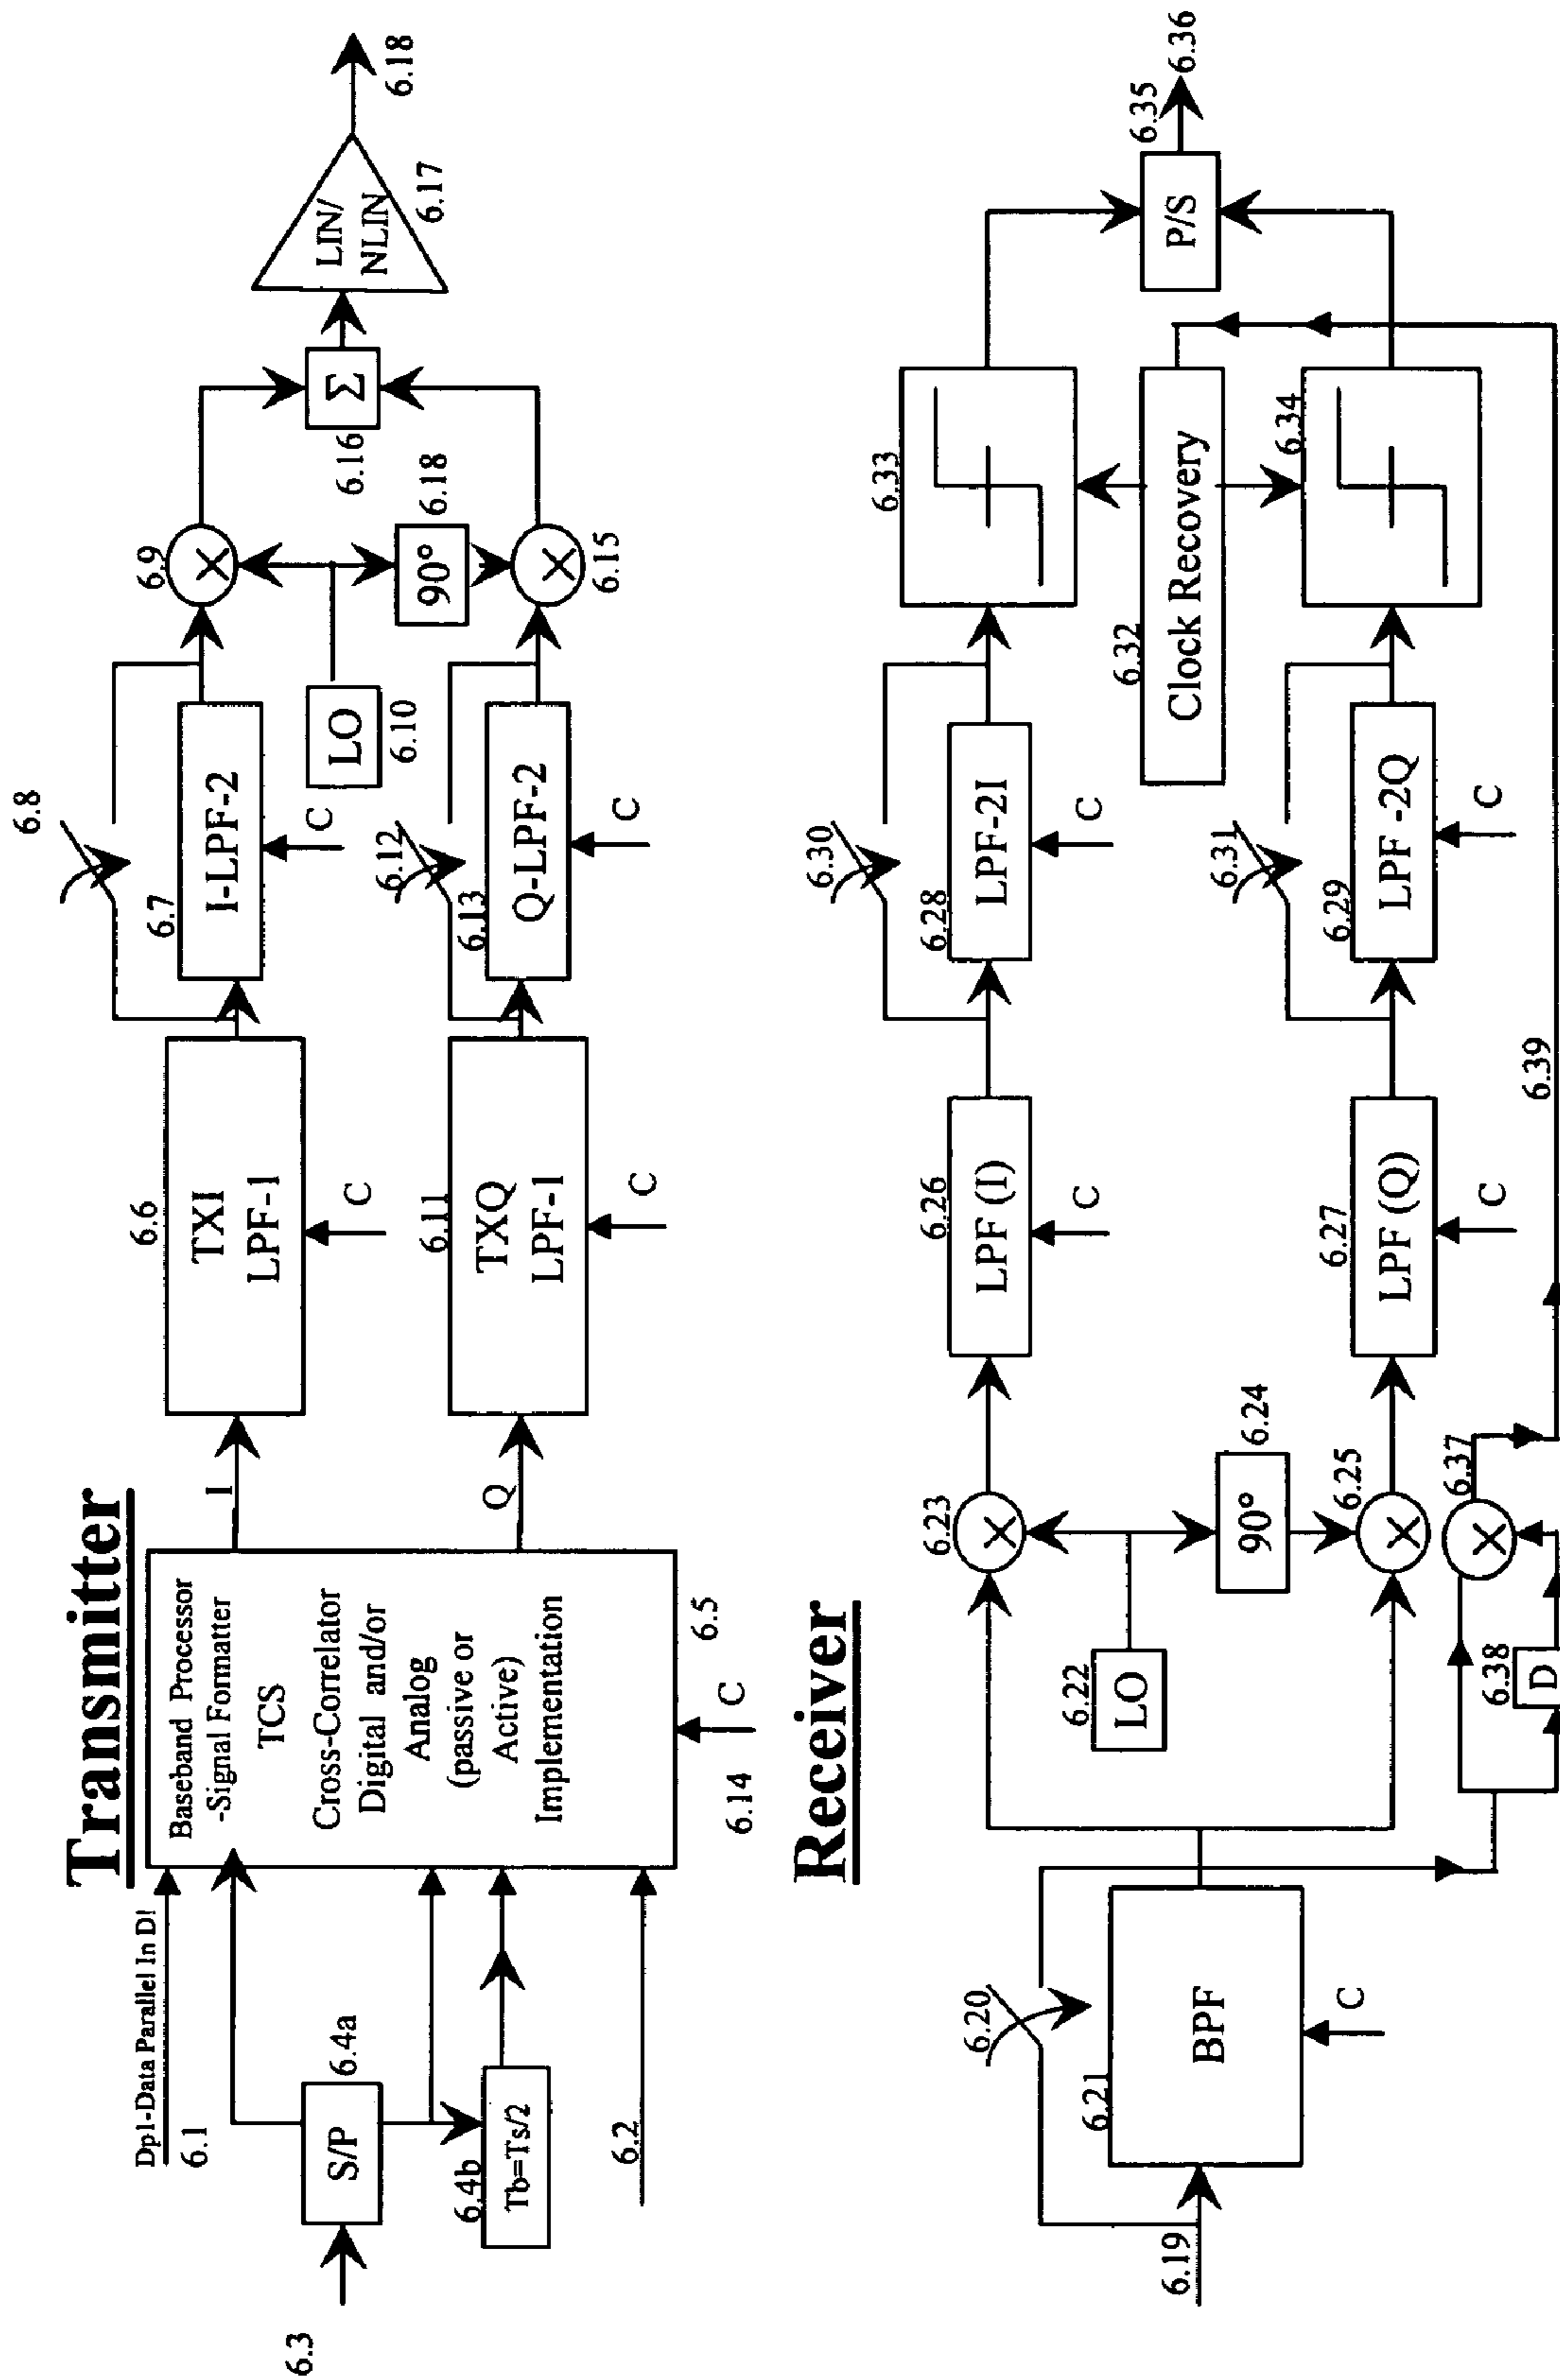 Transmitter
Dp1-Data Parallel In D!
6.1
6.3
S/P
6.4a
6.4b
Tb=Ts/2
6.2
Baseband Processor
-Signal Formatter
TCS
Cross-Correlator
Digital and/or
Analog
(passive or
Active)
Implementation
6.14
C
6.5
I
Q
6.6
TXI
LPF-1
C
6.11
TXQ
LPF-1
C
6.8
6.7
I-LPF-2
C
6.12
6.13
Q-LPF-2
C
LO
6.10
6.9
90°
6.18
6.15
Σ
6.16
LIN/
NLIN
6.17
6.18
Receiver
6.19
6.20
6.21
BPF
C
6.22
LO
6.23
90°
6.24
6.25
6.37
6.38
D
6.39
6.26
LPF (I)
C
6.27
LPF (Q)
C
6.30
6.28
LPF-2I
C
6.31
6.29
LPF -2Q
C
6.32
Clock Recovery
6.33
6.34
P/S
6.35
6.36